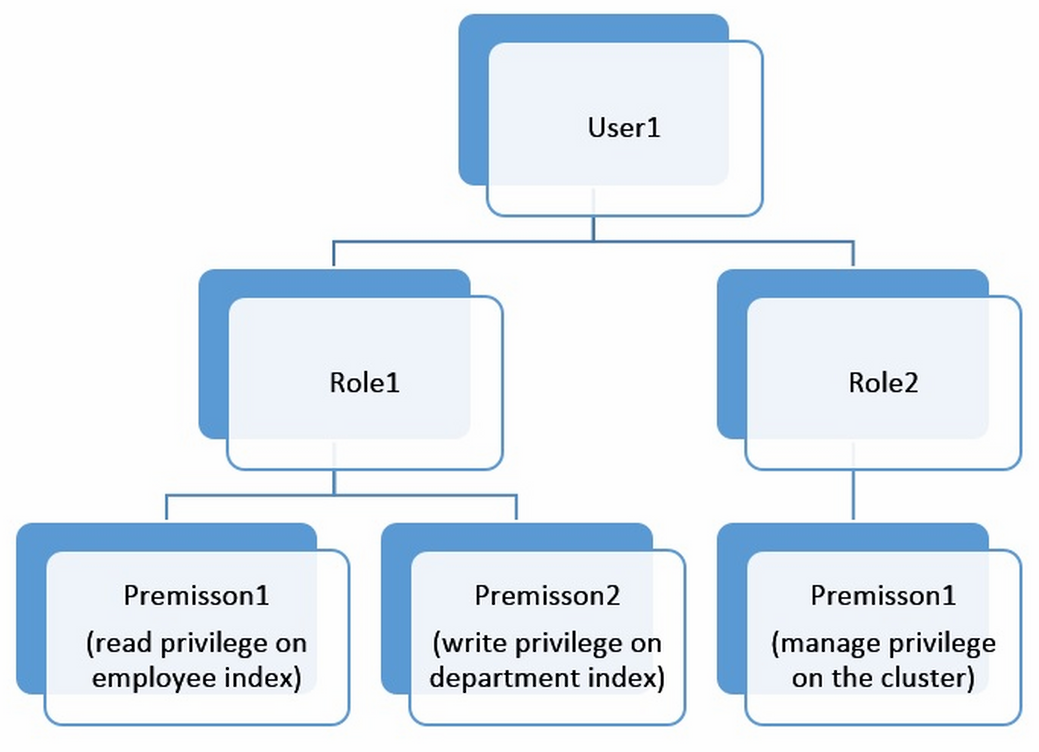 User1
Role1
Role2
Premisson1
(read privilege on
employee index)
Premisson2
(write privilege on
department index)
Premisson1
(manage privilege
on the cluster)